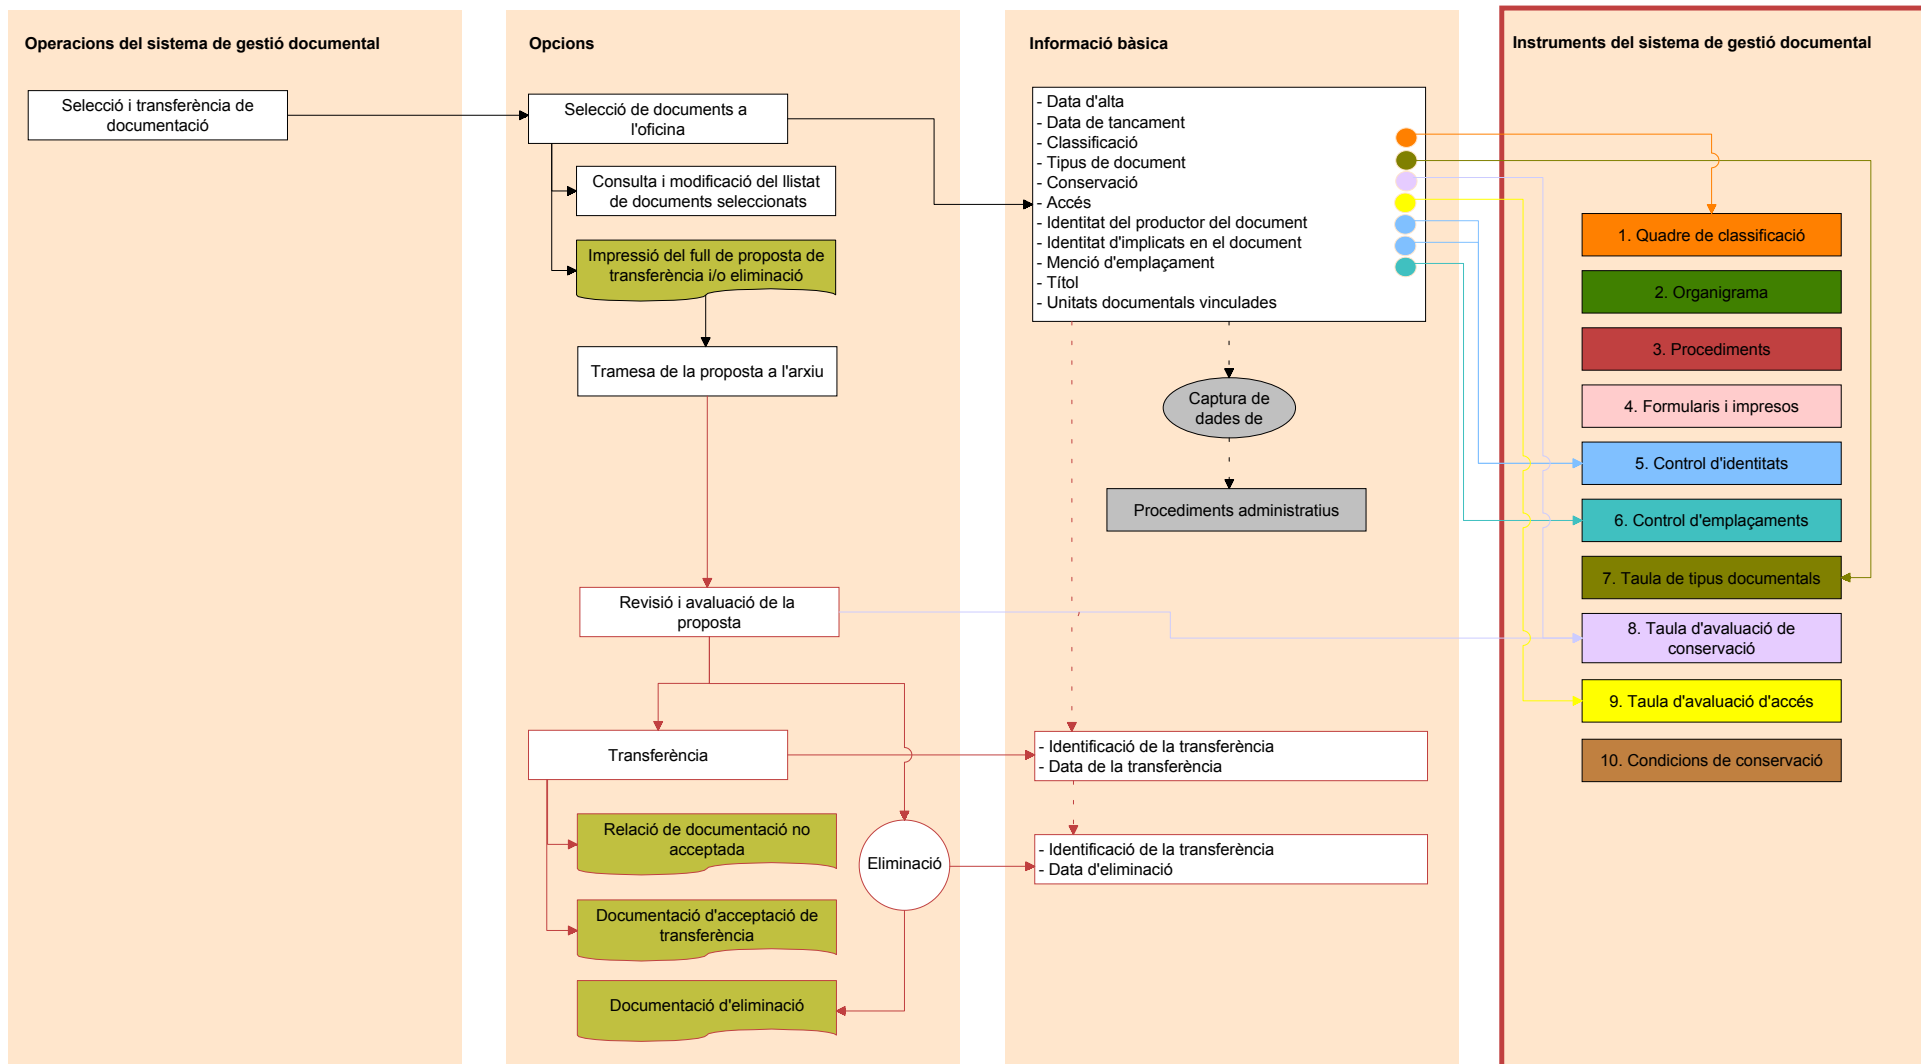 Operacions del sistema de gestió documental
Selecció i transferència de
documentació
Opcions
Selecció de documents a
l'oficina
Consulta i modificació del llistat
de documents seleccionats
Impressió del full de proposta de
transferència i/o eliminació
Tramesa de la proposta a l'arxiu
Revisió i avaluació de la
proposta
Transferència
Relació de documentació no
acceptada
Eliminació
Documentació d'acceptació de
transferència
Documentació d'eliminació
Informació bàsica
- Data d'alta
- Data de tancament
- Classificació
- Tipus de document
- Conservació
- Accés
- Identitat del productor del document
- Identitat d'implicats en el document
- Menció d'emplaçament
- Títol
- Unitats documentals vinculades
Captura de
dades de
Procediments administratius
- Identificació de la transferència
- Data de la transferència
- Identificació de la transferència
- Data d'eliminació
Instruments del sistema de gestió documental
1. Quadre de classificació
2. Organigrama
3. Procediments
4. Formularis i impresos
5. Control d'identitats
6. Control d'emplaçaments
7. Taula de tipus documentals
8. Taula d'avaluació de
conservació
9. Taula d'avaluació d'accés
10. Condicions de conservació